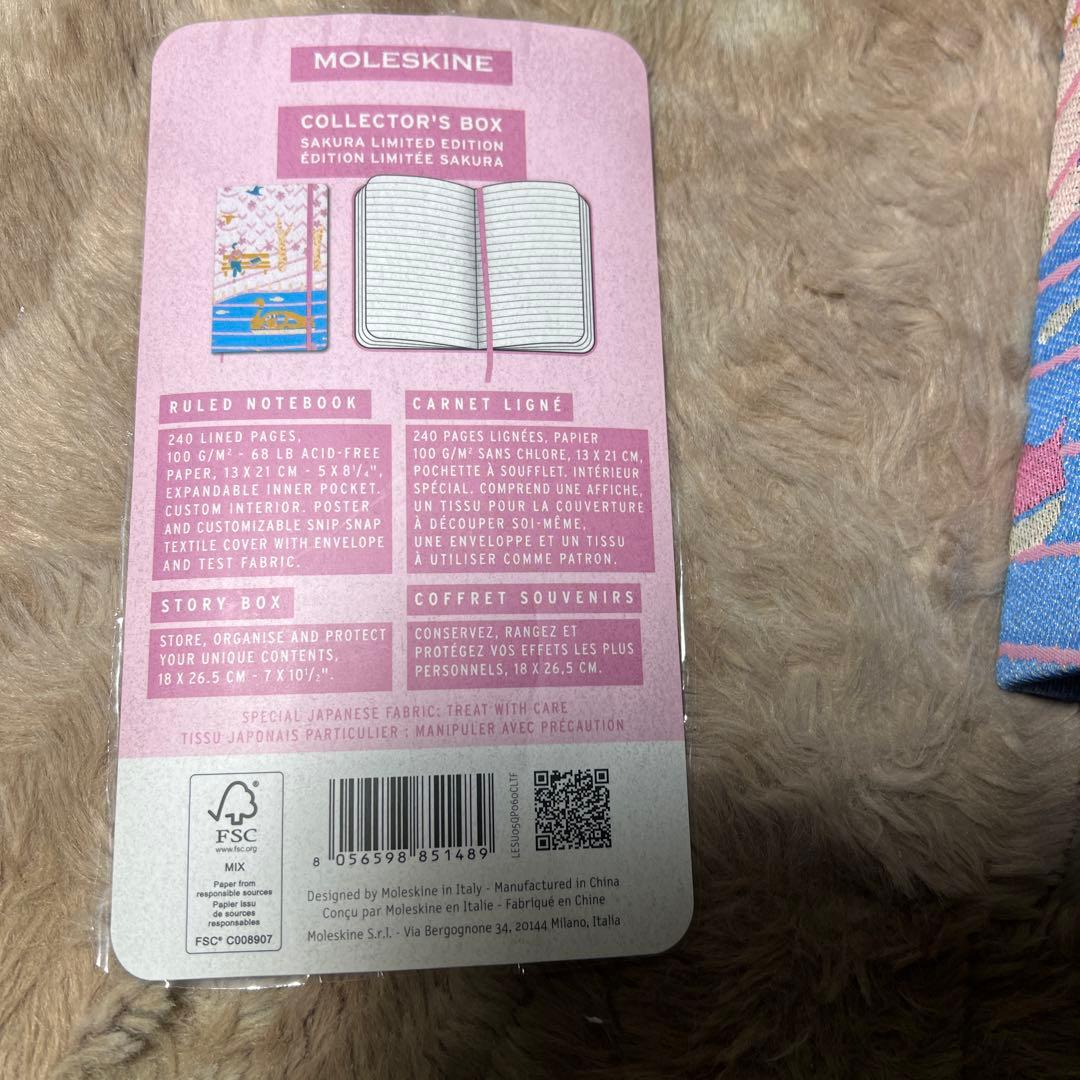 MOLESKINE
COLLECTOR'S BOX
SAKURA LIMITED EDITION
ÉDITION LIMITÉE SAKURA
RULED NOTEBOOK
240 LINED PAGES,
100 G/M² - 68 LB ACID-FREE
PAPER, 13 X 21 CM - 5 X 8¹/₄",
EXPANDABLE INNER POCKET.
CUSTOM INTERIOR. POSTER
AND CUSTOMIZABLE SNIP SNAP
TEXTILE COVER WITH ENVELOPE
AND TEST FABRIC.
CARNET LIGNÉ
240 PAGES LIGNÉES, PAPIER
100 G/M² SANS CHLORE, 13 X 21 CM,
POCHETTE À SOUFFLET. INTÉRIEUR
SPÉCIAL. COMPREND UNE AFFICHE,
UN TISSU POUR LA COUVERTURE
À DÉCOUPER SOI-MÊME,
UNE ENVELOPPE ET UN TISSU
À UTILISER COMME PATRON.
STORY BOX
STORE, ORGANISE AND PROTECT
YOUR UNIQUE CONTENTS,
18 X 26.5 CM - 7 X 10¹/₂".
COFFRET SOUVENIRS
CONSERVEZ, RANGEZ ET
PROTÉGEZ VOS EFFETS LES PLUS
PERSONNELS, 18 X 26,5 CM.
SPECIAL JAPANESE FABRIC: TREAT WITH CARE
TISSU JAPONAIS PARTICULIER : MANIPULER AVEC PRÉCAUTION
FSC®
www.fsc.org
MIX
Paper from
responsible sources
Papier issu
de sources
responsables
FSC® C008907
8 056598 851489
LESU05QP060CLTF
Designed by Moleskine in Italy - Manufactured in China
Conçu par Moleskine en Italie - Fabriqué en Chine
Moleskine S.r.l. - Via Bergognone 34, 20144 Milano, Italia